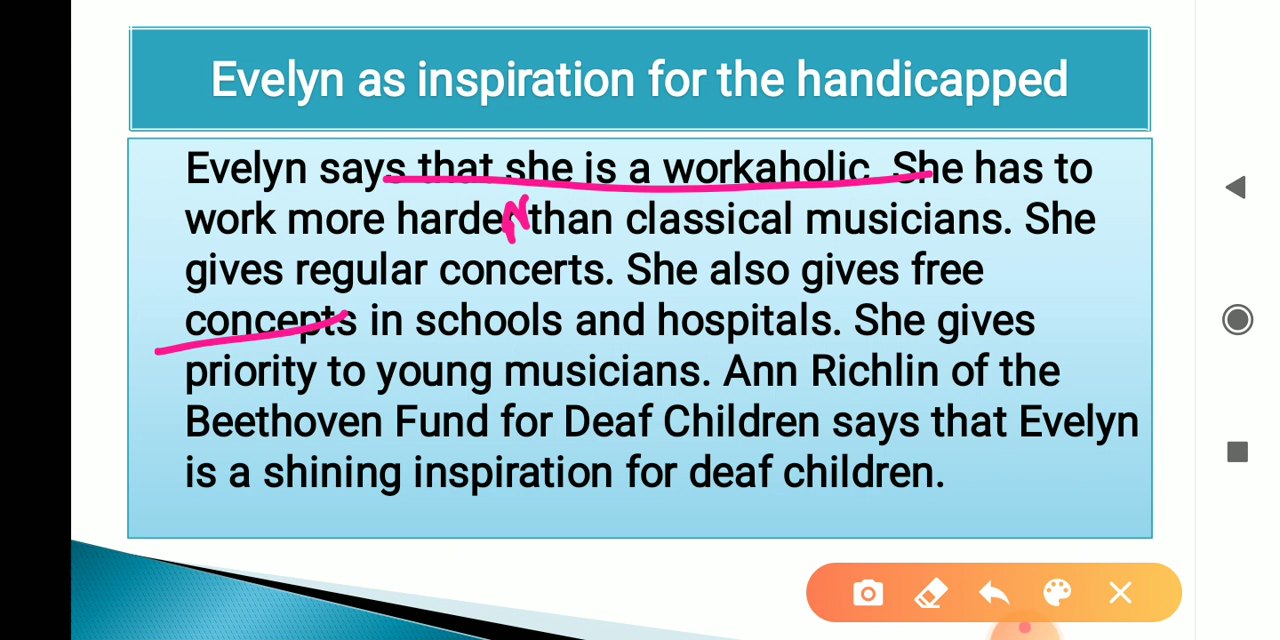 Evelyn as inspiration for the handicapped
Evelyn says that she is a workaholic. She has to
work more harder than classical musicians. She
gives regular concerts. She also gives free
concepts in schools and hospitals. She gives
priority to young musicians. Ann Richlin of the
Beethoven Fund for Deaf Children says that Evelyn
is a shining inspiration for deaf children.